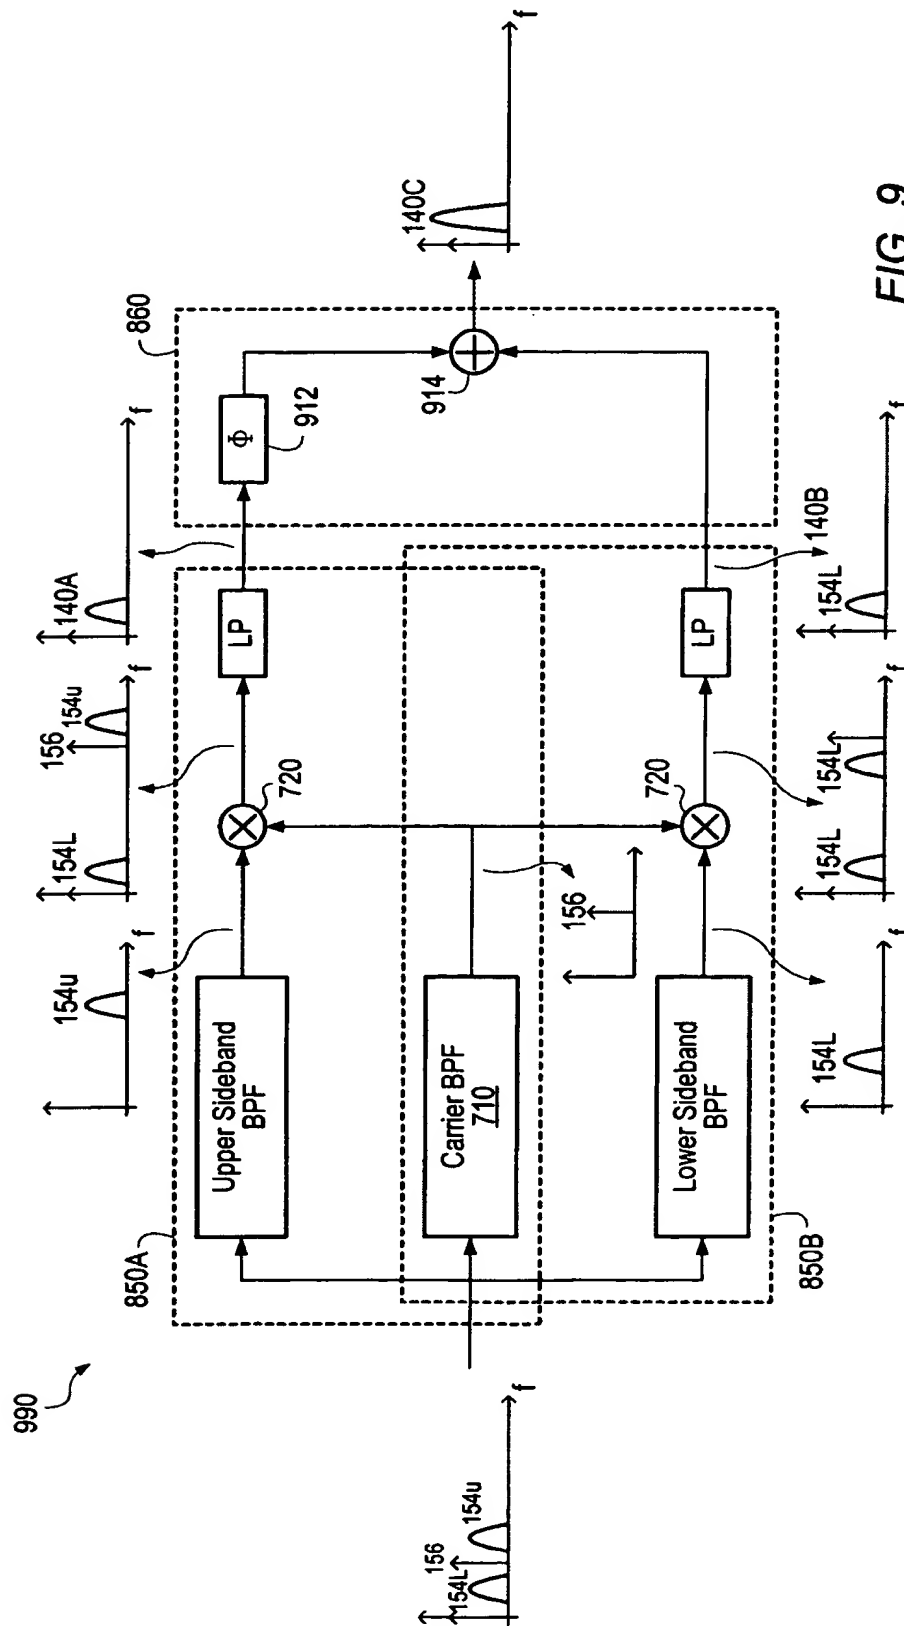 990
154L
156
154u
f
850A
Upper Sideband
BPF
Carrier BPF
710
Lower Sideband
BPF
850B
154u
f
154L
156
154u
f
140A
f
720
LP
156
720
LP
154L
f
154L
154L
f
154L
f
140B
860
Φ
912
914
140C
f
FIG. 9